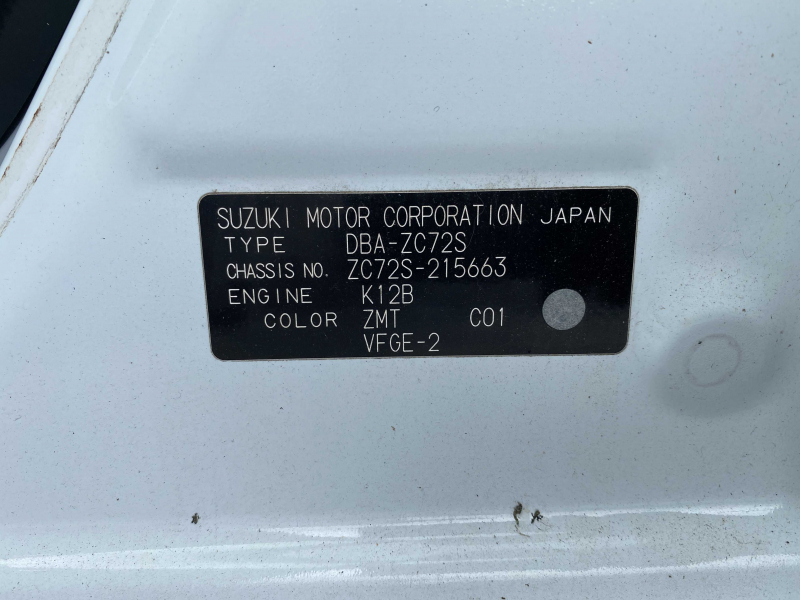 SUZUKI MOTOR CORPORATION JAPAN
TYPE DBA-ZC72S
CHASSIS NO. ZC72S-215663
ENGINE K12B
COLOR ZMT C01
VFGE-2